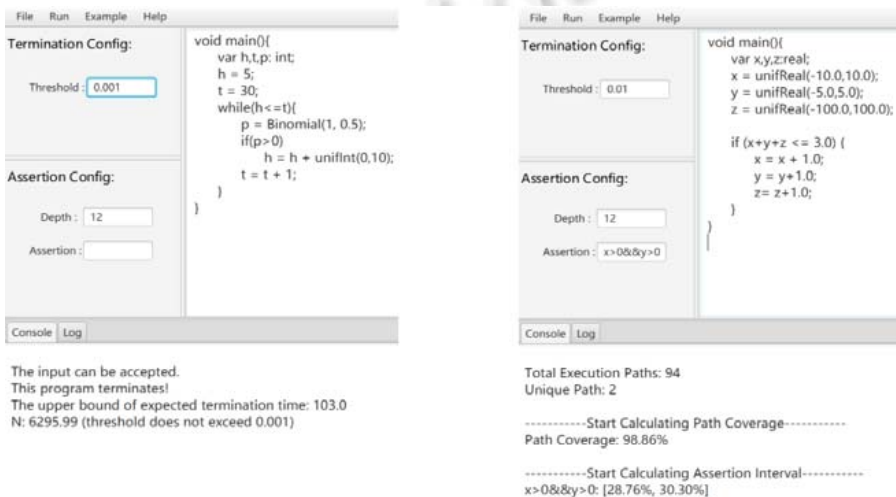 File Run Example Help
Termination Config:
Threshold : 0.001
Assertion Config:
Depth : 12
Assertion :
void main(){
var h,t,p: int;
h = 5;
t = 30;
while(h<=t){
p = Binomial(1, 0.5);
if(p>0)
h = h + unifInt(0,10);
t = t + 1;
}
}
Console Log
The input can be accepted.
This program terminates!
The upper bound of expected termination time: 103.0
N: 6295.99 (threshold does not exceed 0.001)
File Run Example Help
Termination Config:
Threshold : 0.01
Assertion Config:
Depth : 12
Assertion : x>0&&y>0
void main(){
var x,y,z:real;
x = unifReal(-10.0,10.0);
y = unifReal(-5.0,5.0);
z = unifReal(-100.0,100.0);
if (x+y+z <= 3.0) {
x = x + 1.0;
y = y+1.0;
z= z+1.0;
}
}
Console Log
Total Execution Paths: 94
Unique Path: 2
-----------Start Calculating Path Coverage-----------
Path Coverage: 98.86%
-----------Start Calculating Assertion Interval-----------
x>0&&y>0: [28.76%, 30.30%]